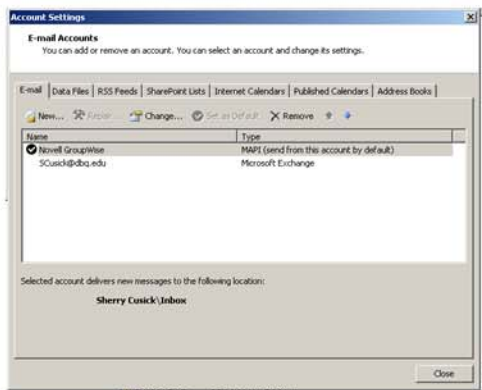 Account Settings
E-mail Accounts
You can add or remove an account. You can select an account and change its settings.
E-mail Data Files RSS Feeds SharePoint Lists Internet Calendars Published Calendars Address Books
New... Repair... Change... Set as Default Remove
Name Type
Novell GroupWise MAPI (send from this account by default)
SCusick@dbq.edu Microsoft Exchange
Selected account delivers new messages to the following location:
Sherry Cusick\Inbox
Close